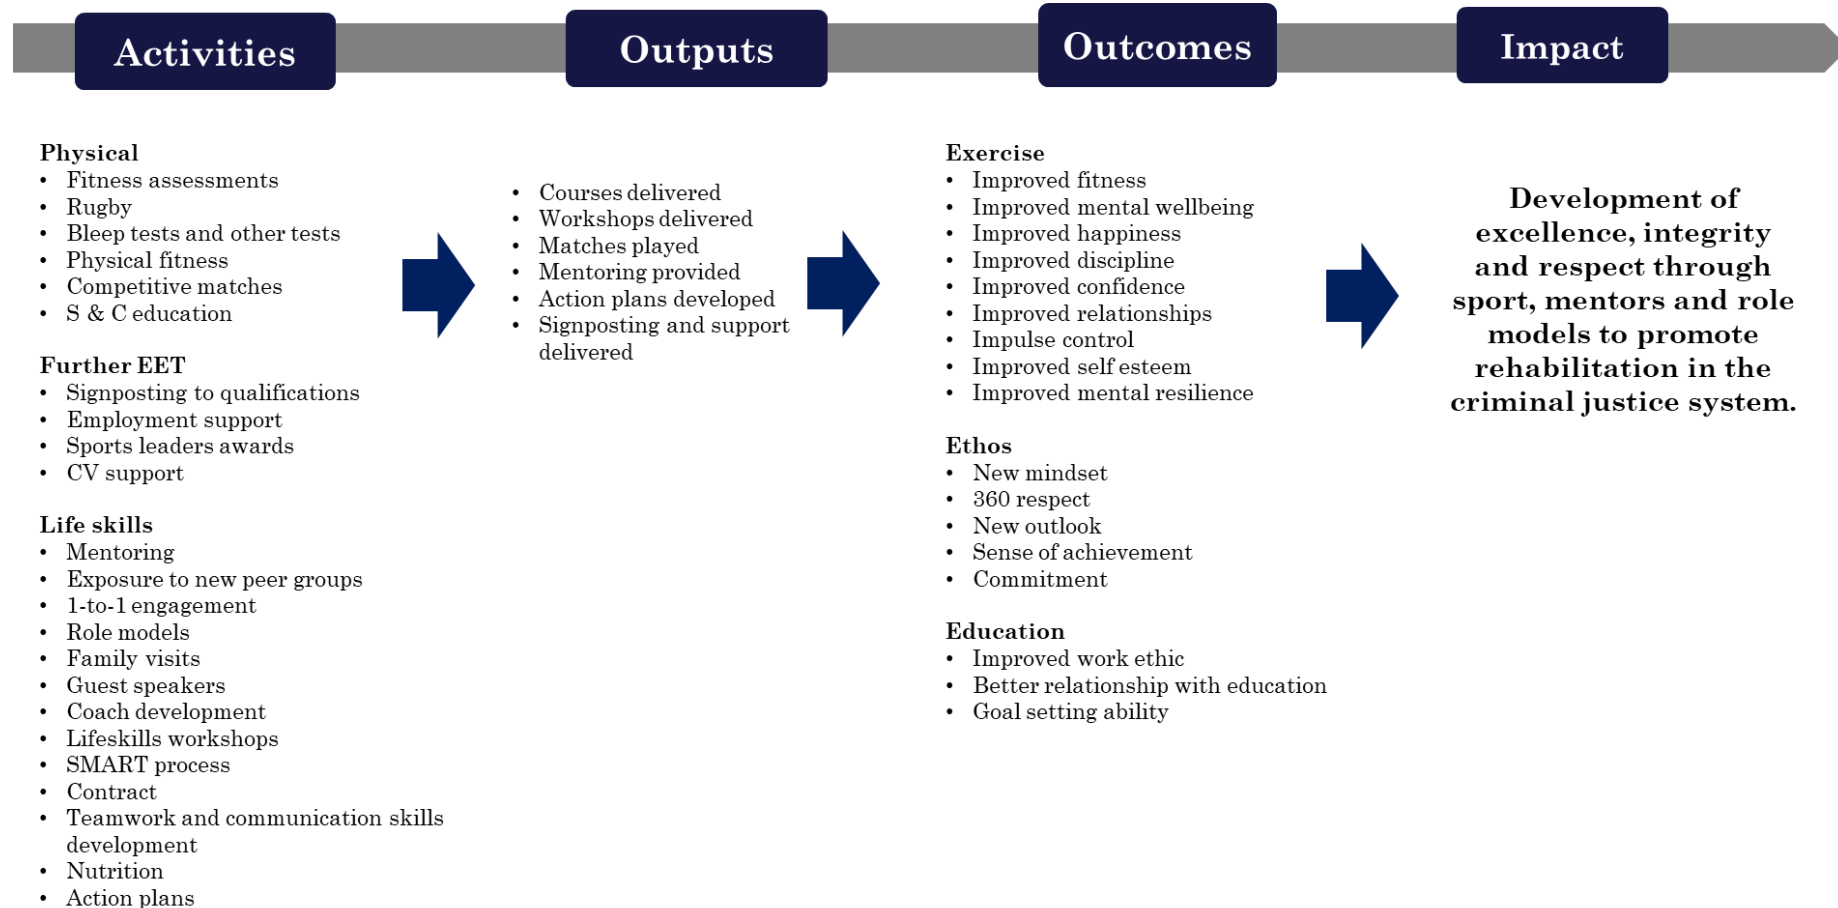 Activities
Outputs
Outcomes
Impact
Physical
• Fitness assessments
• Rugby
• Bleep tests and other tests
• Physical fitness
• Competitive matches
• S & C education
Further EET
• Signposting to qualifications
• Employment support
• Sports leaders awards
• CV support
Life skills
• Mentoring
• Exposure to new peer groups
• 1-to-1 engagement
• Role models
• Family visits
• Guest speakers
• Coach development
• Lifeskills workshops
• SMART process
• Contract
• Teamwork and communication skills
development
• Nutrition
• Action plans
• Courses delivered
• Workshops delivered
• Matches played
• Mentoring provided
• Action plans developed
• Signposting and support
delivered
Exercise
• Improved fitness
• Improved mental wellbeing
• Improved happiness
• Improved discipline
• Improved confidence
• Improved relationships
• Impulse control
• Improved self esteem
• Improved mental resilience
Ethos
• New mindset
• 360 respect
• New outlook
• Sense of achievement
• Commitment
Education
• Improved work ethic
• Better relationship with education
• Goal setting ability
Development of
excellence, integrity
and respect through
sport, mentors and role
models to promote
rehabilitation in the
criminal justice system.